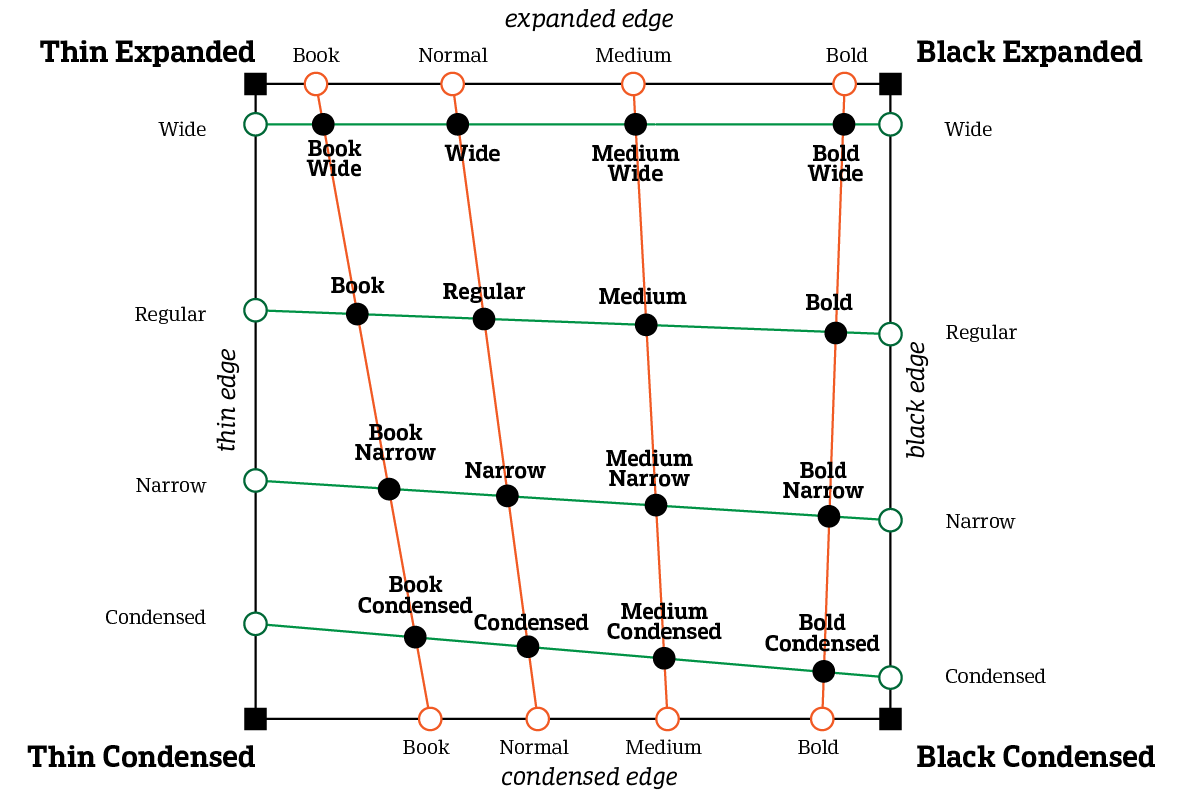 expanded edge
Thin Expanded
Black Expanded
Book
Normal
Medium
Bold
Wide
Wide
Book
Wide
Wide
Medium
Wide
Bold
Wide
Book
Regular
Medium
Bold
Regular
Regular
thin edge
black edge
Book
Narrow
Narrow
Medium
Narrow
Bold
Narrow
Narrow
Narrow
Book
Condensed
Condensed
Medium
Condensed
Bold
Condensed
Condensed
Condensed
Book
Normal
Medium
Bold
Thin Condensed
Black Condensed
condensed edge